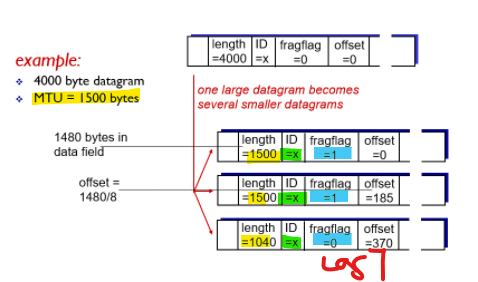 length ID fragflag offset
=4000 =x =0 =0
example:
❖ 4000 byte datagram
❖ MTU = 1500 bytes
one large datagram becomes
several smaller datagrams
1480 bytes in
data field
length ID fragflag offset
=1500 =x =1 =0
offset =
1480/8
length ID fragflag offset
=1500 =x =1 =185
length ID fragflag offset
=1040 =x =0 =370